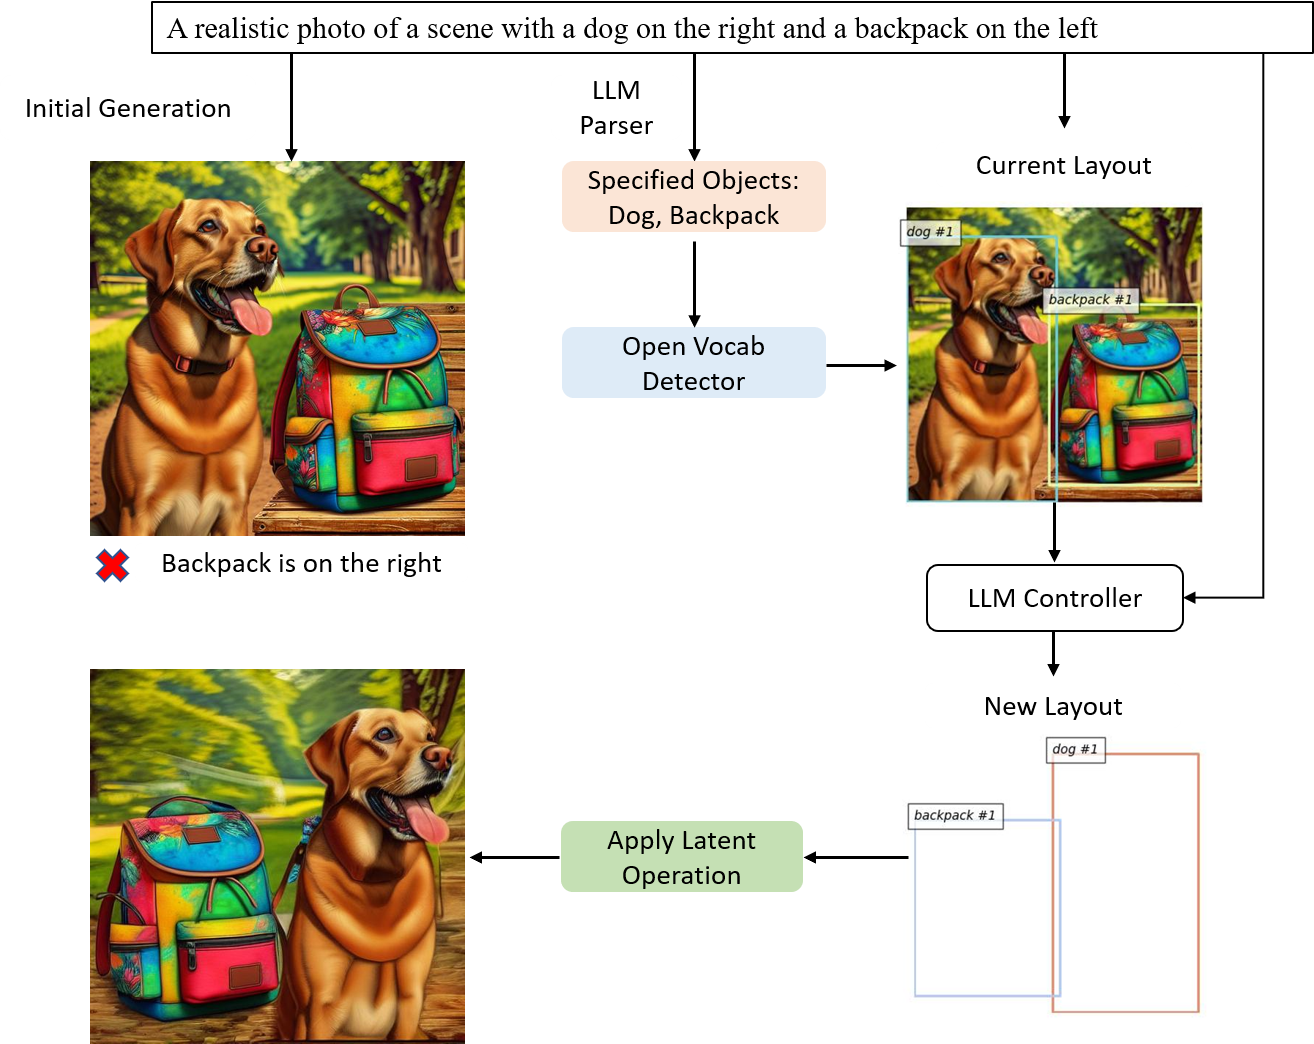 A realistic photo of a scene with a dog on the right and a backpack on the left
Initial Generation
LLM
Parser
Specified Objects:
Dog, Backpack
Current Layout
dog #1
backpack #1
Open Vocab
Detector
Backpack is on the right
LLM Controller
New Layout
dog #1
backpack #1
Apply Latent
Operation